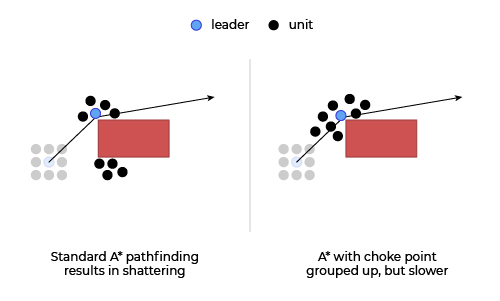 leader unit
Standard A* pathfinding
results in shattering
A* with choke point
grouped up, but slower